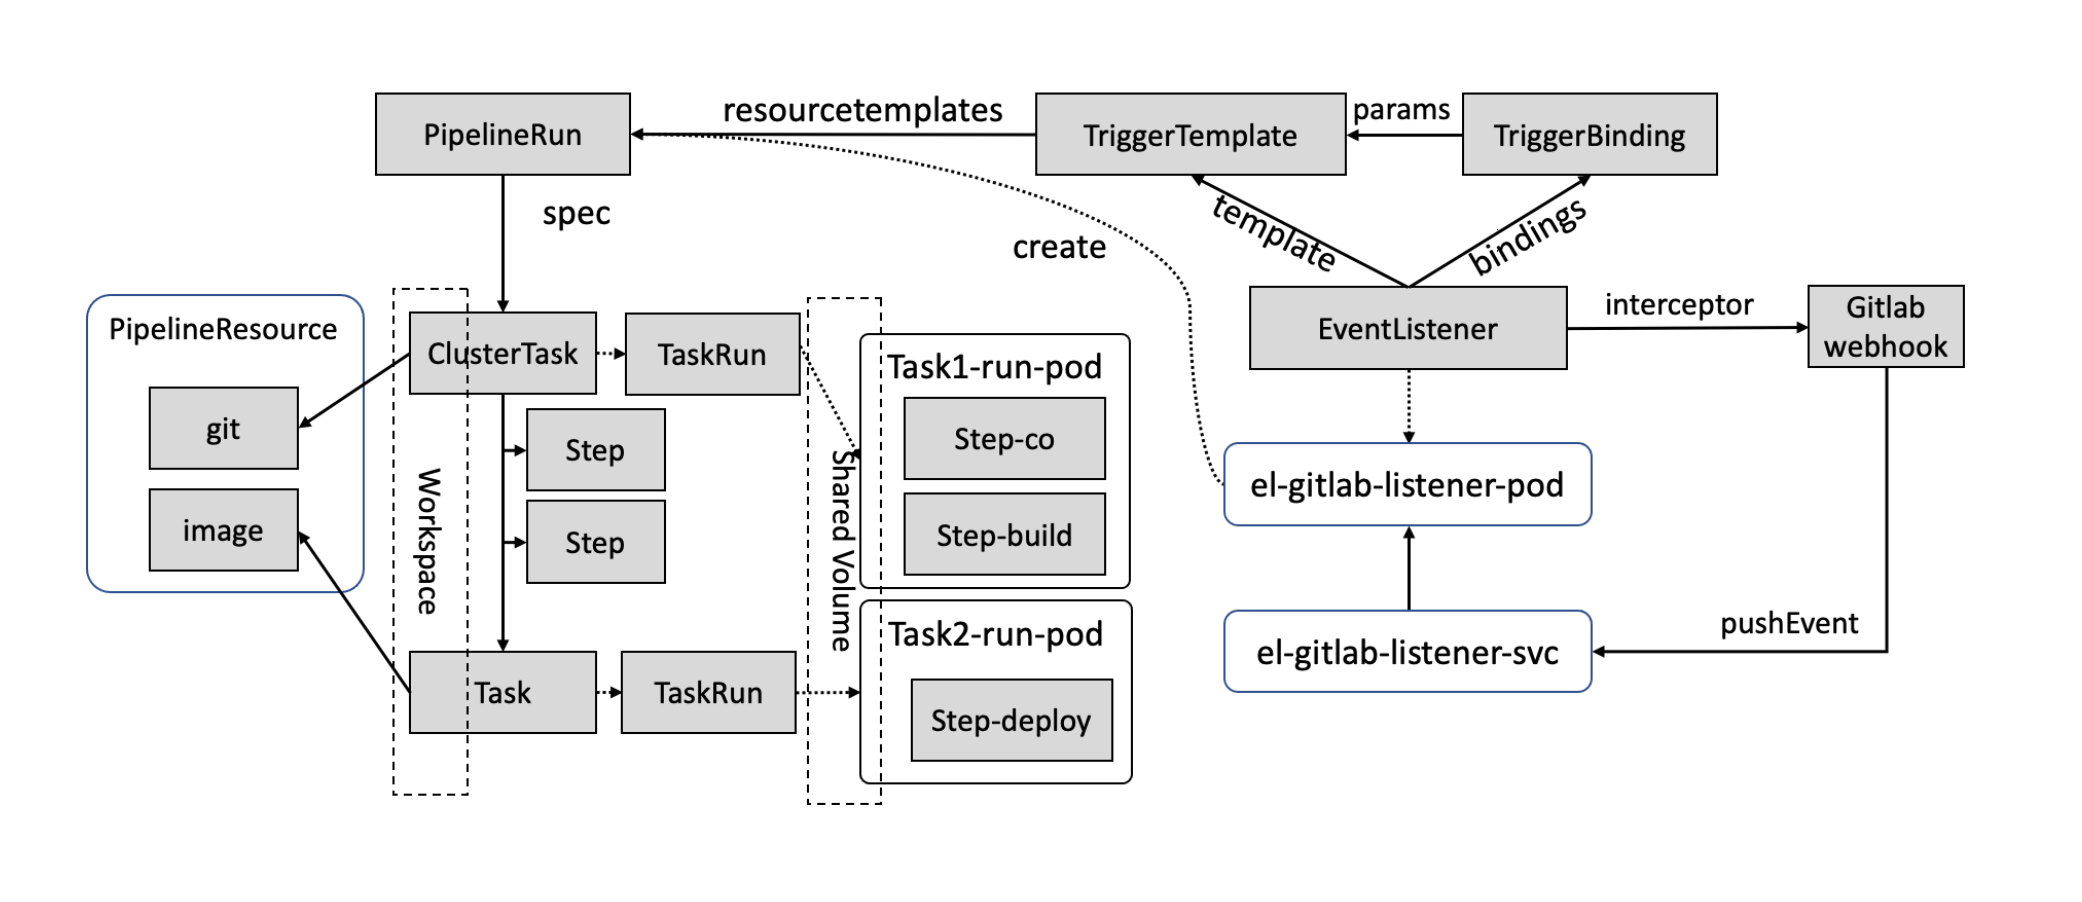 resourcetemplates
params
PipelineRun
TriggerTemplate
TriggerBinding
spec
create
template
bindings
PipelineResource
git
image
Workspace
ClusterTask
TaskRun
Step
Step
Task
TaskRun
Shared Volume
Task1-run-pod
Step-co
Step-build
Task2-run-pod
Step-deploy
EventListener
interceptor
Gitlab
webhook
el-gitlab-listener-pod
pushEvent
el-gitlab-listener-svc